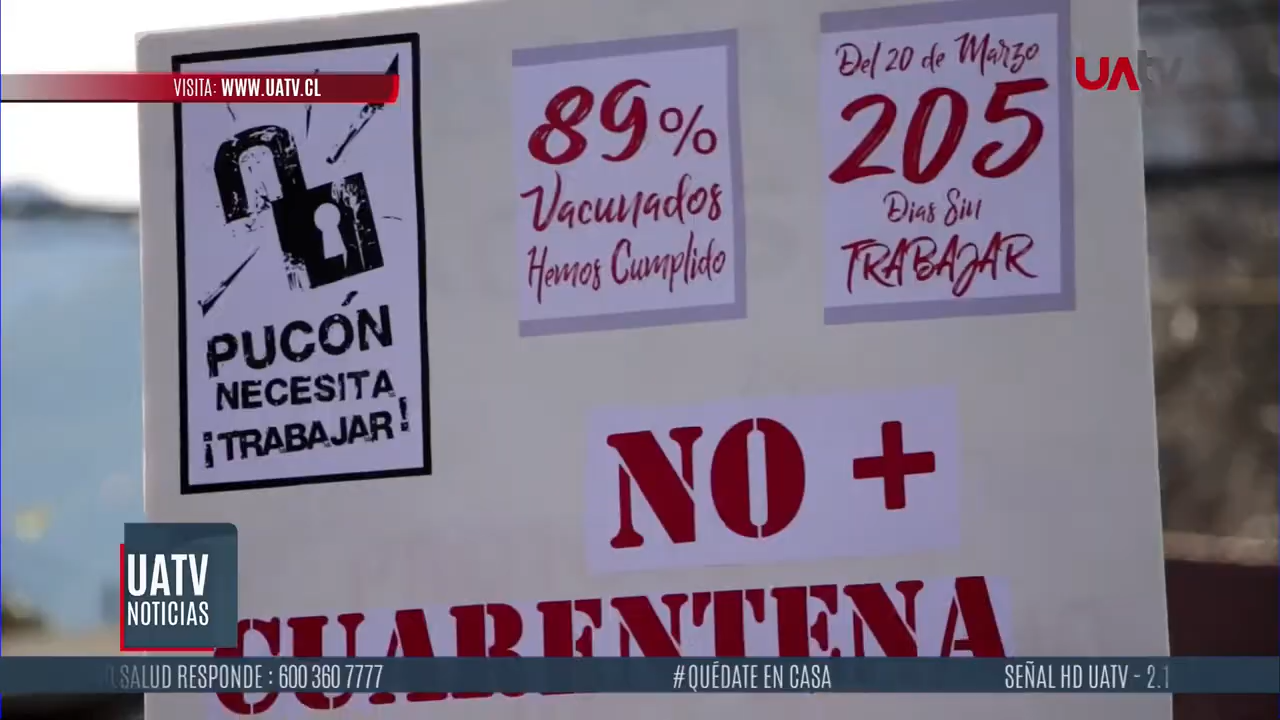 VISITA: WWW.UATV.CL
UATV
PUCÓN
NECESITA
¡TRABAJAR!
89%
Vacunados
Hemos Cumplido
Del 20 de Marzo
205
Dias Sin
TRABAJAR
NO +
CUARENTENA
UATV
NOTICIAS
SALUD RESPONDE : 600 360 7777
#QUÉDATE EN CASA
SEÑAL HD UATV - 2.1